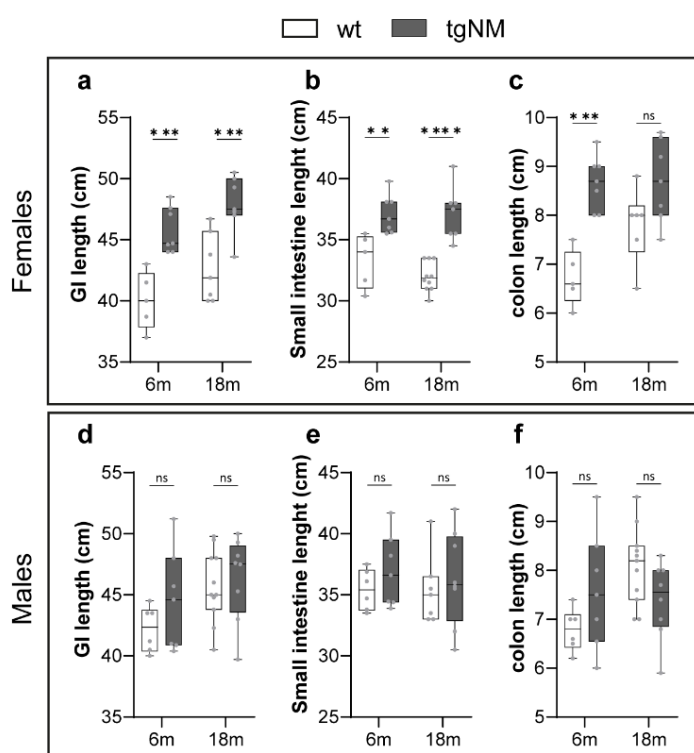 wt tgNM
Females
a b c
GI length (cm)
55
45
35
*** ***
6m 18m
Small intestine lenght (cm)
45
40
35
30
25
** ****
6m 18m
colon length (cm)
10
9
8
7
6
5
*** ns
6m 18m
Males
d e f
GI length (cm)
55
50
45
40
35
ns ns
6m 18m
Small intestine lenght (cm)
45
40
35
30
25
ns ns
6m 18m
colon length (cm)
10
9
8
7
6
5
ns ns
6m 18m